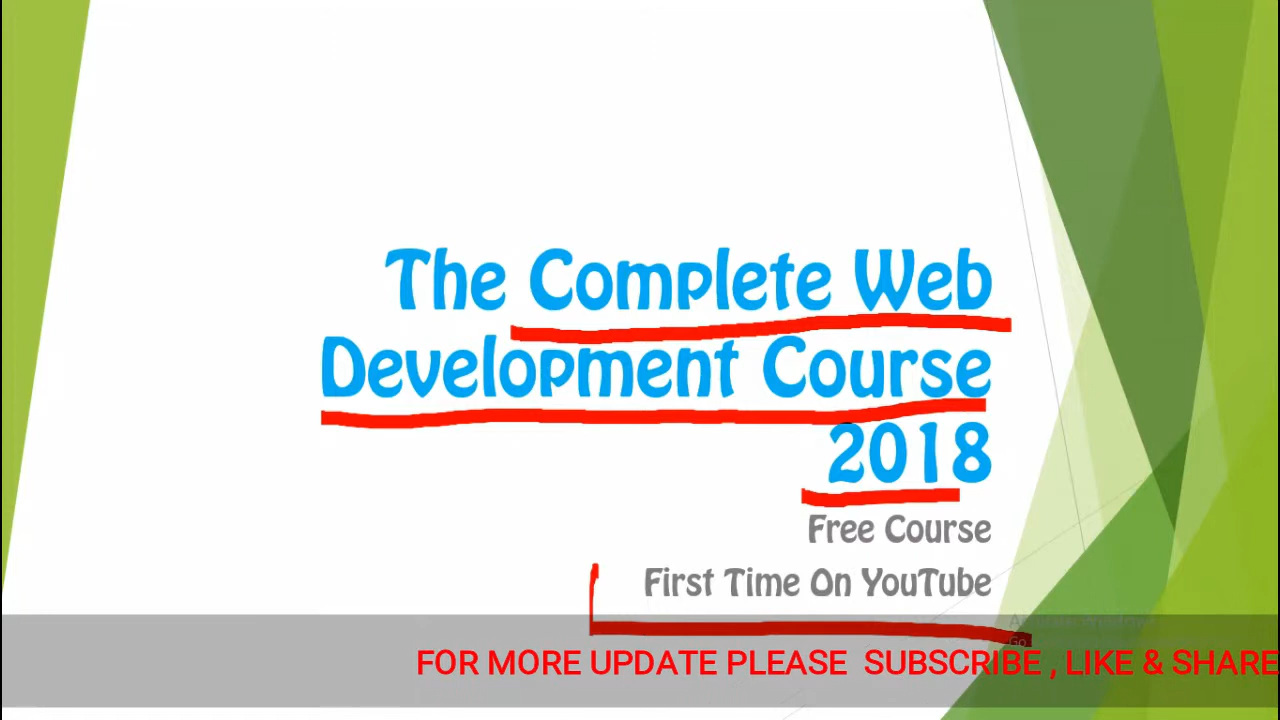 The Complete Web
Development Course
2018
Free Course
First Time On YouTube
FOR MORE UPDATE PLEASE SUBSCRIBE , LIKE & SHARE